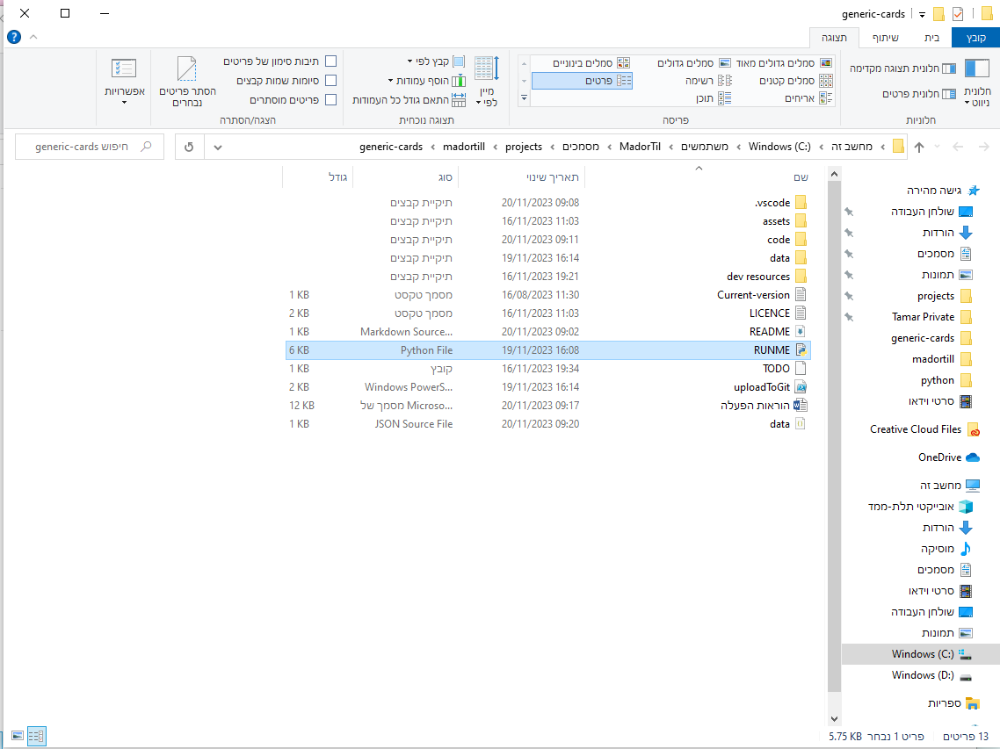 generic-cards
קובץ
בית
שיתוף
תצוגה
חלונית ניווט
חלונית תצוגה מקדימה
חלונית פרטים
חלוניות
סמלים גדולים מאוד
סמלים גדולים
סמלים בינוניים
סמלים קטנים
רשימה
פרטים
אריחים
תוכן
פריסה
מיין לפי
קבץ לפי
הוסף עמודות
התאם גודל כל העמודות
תצוגה נוכחית
תיבות סימון של פריטים
סיומות שמות קבצים
פריטים מוסתרים
הסתר פריטים נבחרים
הצגה/הסתרה
אפשרויות
מחשב זה › Windows (C:) › משתמשים › MadorTil › מסמכים › projects › madortill › generic-cards
חיפוש generic-cards
שם תאריך שינוי סוג גודל
.vscode 20/11/2023 09:08 תיקיית קבצים
assets 16/11/2023 11:03 תיקיית קבצים
code 20/11/2023 09:11 תיקיית קבצים
data 19/11/2023 16:14 תיקיית קבצים
dev resources 16/11/2023 19:21 תיקיית קבצים
Current-version 16/08/2023 11:30 מסמך טקסט 1 KB
LICENCE 16/11/2023 11:03 מסמך טקסט 2 KB
README 20/11/2023 09:02 Markdown Source... 1 KB
RUNME 19/11/2023 16:08 Python File 6 KB
TODO 16/11/2023 19:34 קובץ 1 KB
uploadToGit 19/11/2023 16:14 Windows PowerS... 2 KB
הוראות הפעלה 20/11/2023 09:17 מסמך של Microso... 12 KB
data 20/11/2023 09:20 JSON Source File 1 KB
גישה מהירה
שולחן העבודה
הורדות
מסמכים
תמונות
projects
Tamar Private
generic-cards
madortill
python
סרטי וידאו
Creative Cloud Files
OneDrive
מחשב זה
אובייקטי תלת-ממד
הורדות
מוסיקה
מסמכים
סרטי וידאו
שולחן העבודה
תמונות
Windows (C:)
Windows (D:)
ספריות
13 פריטים פריט 1 נבחר 5.75 KB